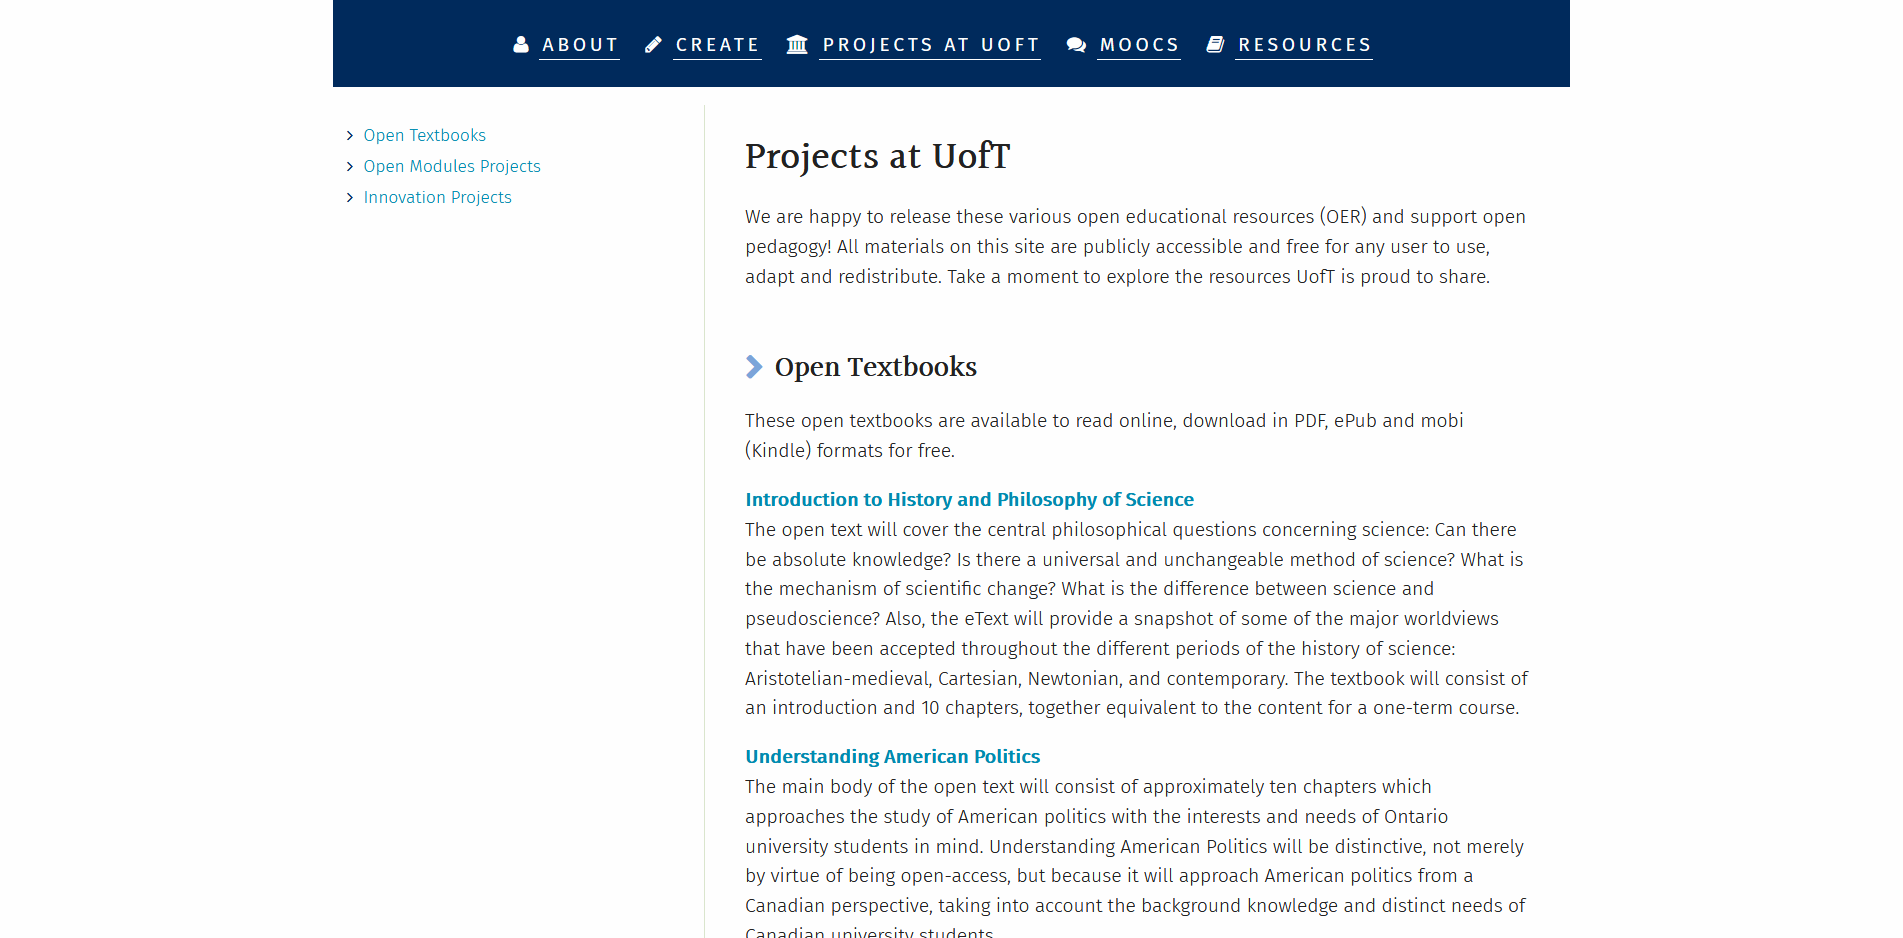 ABOUT CREATE PROJECTS AT UOFT MOOCS RESOURCES
Open Textbooks
Open Modules Projects
Innovation Projects
Projects at UofT
We are happy to release these various open educational resources (OER) and support open
pedagogy! All materials on this site are publicly accessible and free for any user to use,
adapt and redistribute. Take a moment to explore the resources UofT is proud to share.
Open Textbooks
These open textbooks are available to read online, download in PDF, ePub and mobi
(Kindle) formats for free.
Introduction to History and Philosophy of Science
The open text will cover the central philosophical questions concerning science: Can there
be absolute knowledge? Is there a universal and unchangeable method of science? What is
the mechanism of scientific change? What is the difference between science and
pseudoscience? Also, the eText will provide a snapshot of some of the major worldviews
that have been accepted throughout the different periods of the history of science:
Aristotelian-medieval, Cartesian, Newtonian, and contemporary. The textbook will consist of
an introduction and 10 chapters, together equivalent to the content for a one-term course.
Understanding American Politics
The main body of the open text will consist of approximately ten chapters which
approaches the study of American politics with the interests and needs of Ontario
university students in mind. Understanding American Politics will be distinctive, not merely
by virtue of being open-access, but because it will approach American politics from a
Canadian perspective, taking into account the background knowledge and distinct needs of
Canadian university students.